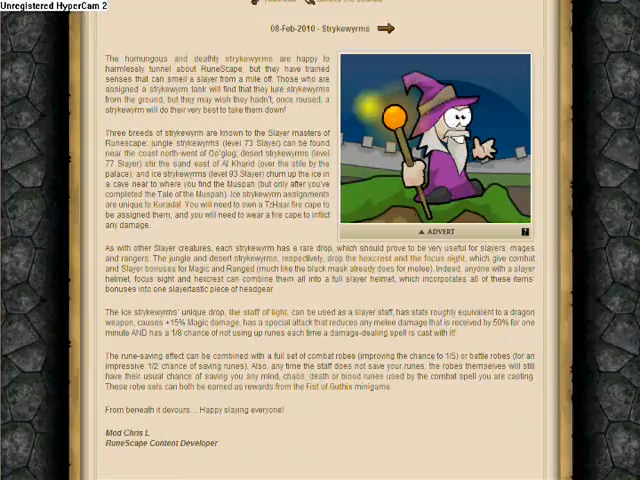 Unregistered HyperCam 2
08-Feb-2010 - Strykewyrms
The humungous and deathly strykewyrms are happy to
harmlessly tunnel about RuneScape, but they have trained
senses that can smell a slayer from a mile off. Those who are
assigned a strykewyrm task will find that they lure strykewyrms
from the ground, but they may wish they hadn't; once roused, a
strykewyrm will do their very best to take them down!
Three breeds of strykewyrm are known to the Slayer masters of
Runescape: jungle strykewyrms (level 73 Slayer) can be found
near the coast north-west of Oo'glog; desert strykewyrms (level
77 Slayer) stir the sand east of Al Kharid (over the stile by the
palace); and ice strykewyrms (level 93 Slayer) churn up the ice in
a cave near to where you find the Muspah (but only after you've
completed the Tale of the Muspah). Ice strykewyrm assignments
are unique to Kuradal. You will need to own a TzHaar fire cape to
be assigned them, and you will need to wear a fire cape to inflict
any damage.
ADVERT
?
As with other Slayer creatures, each strykewyrm has a rare drop, which should prove to be very useful for slayers, mages
and rangers. The jungle and desert strykewyrms, respectively, drop the hexcrest and the focus sight, which give combat
and Slayer bonuses for Magic and Ranged (much like the black mask already does for melee). Indeed, anyone with a slayer
helmet, focus sight and hexcrest can combine them all into a full slayer helmet, which incorporates all of these items'
bonuses into one slayertastic piece of headgear.
The ice strykewyrms' unique drop, the staff of light, can be used as a slayer staff, has stats roughly equivalent to a dragon
weapon, causes +15% Magic damage, has a special attack that reduces any melee damage that is received by 50% for one
minute AND has a 1/8 chance of not using up runes each time a damage-dealing spell is cast with it!
The rune-saving effect can be combined with a full set of combat robes (improving the chance to 1/5) or battle robes (for an
impressive 1/2 chance of saving runes). Also, any time the staff does not save your runes, the robes themselves will still
have their usual chance of saving you any mind, chaos, death or blood runes used by the combat spell you are casting.
These robe sets can both be earned as rewards from the Fist of Guthix minigame.
From beneath it devours... Happy slaying everyone!
Mod Chris L
RuneScape Content Developer